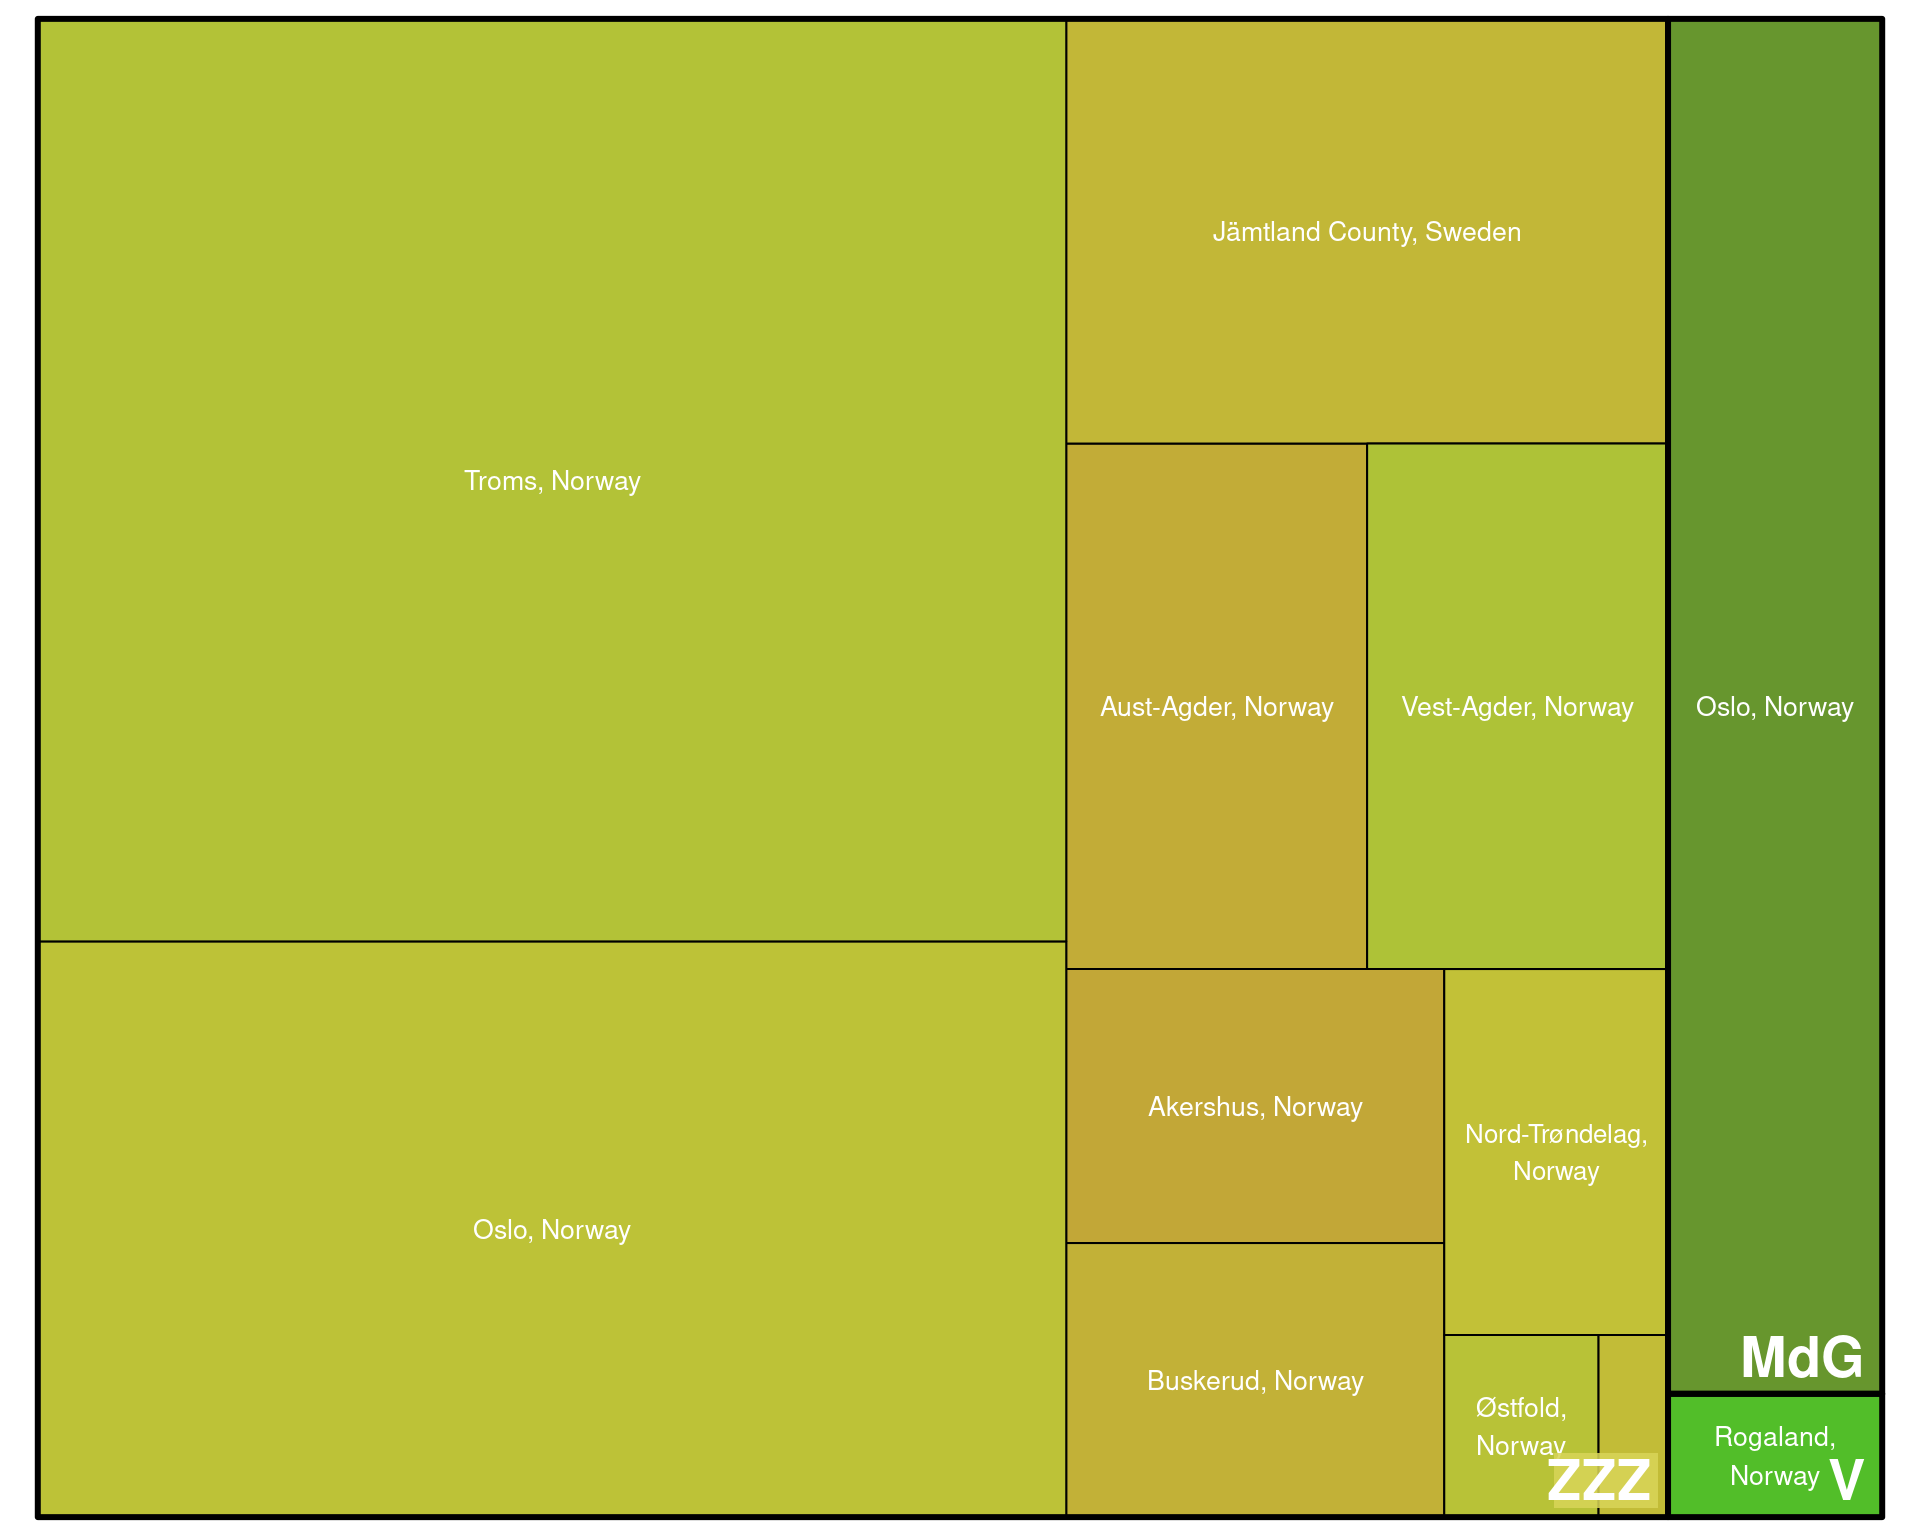 Troms, Norway
Oslo, Norway
Jämtland County, Sweden
Aust-Agder, Norway
Vest-Agder, Norway
Akershus, Norway
Buskerud, Norway
Nord-Trøndelag,
Norway
Østfold,
Norway
ZZZ
Oslo, Norway
MdG
Rogaland,
Norway
V